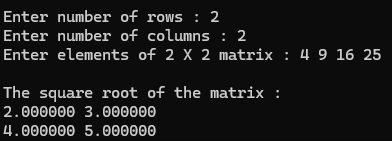 Enter number of rows : 2
Enter number of columns : 2
Enter elements of 2 X 2 matrix : 4 9 16 25
The square root of the matrix :
2.000000 3.000000
4.000000 5.000000